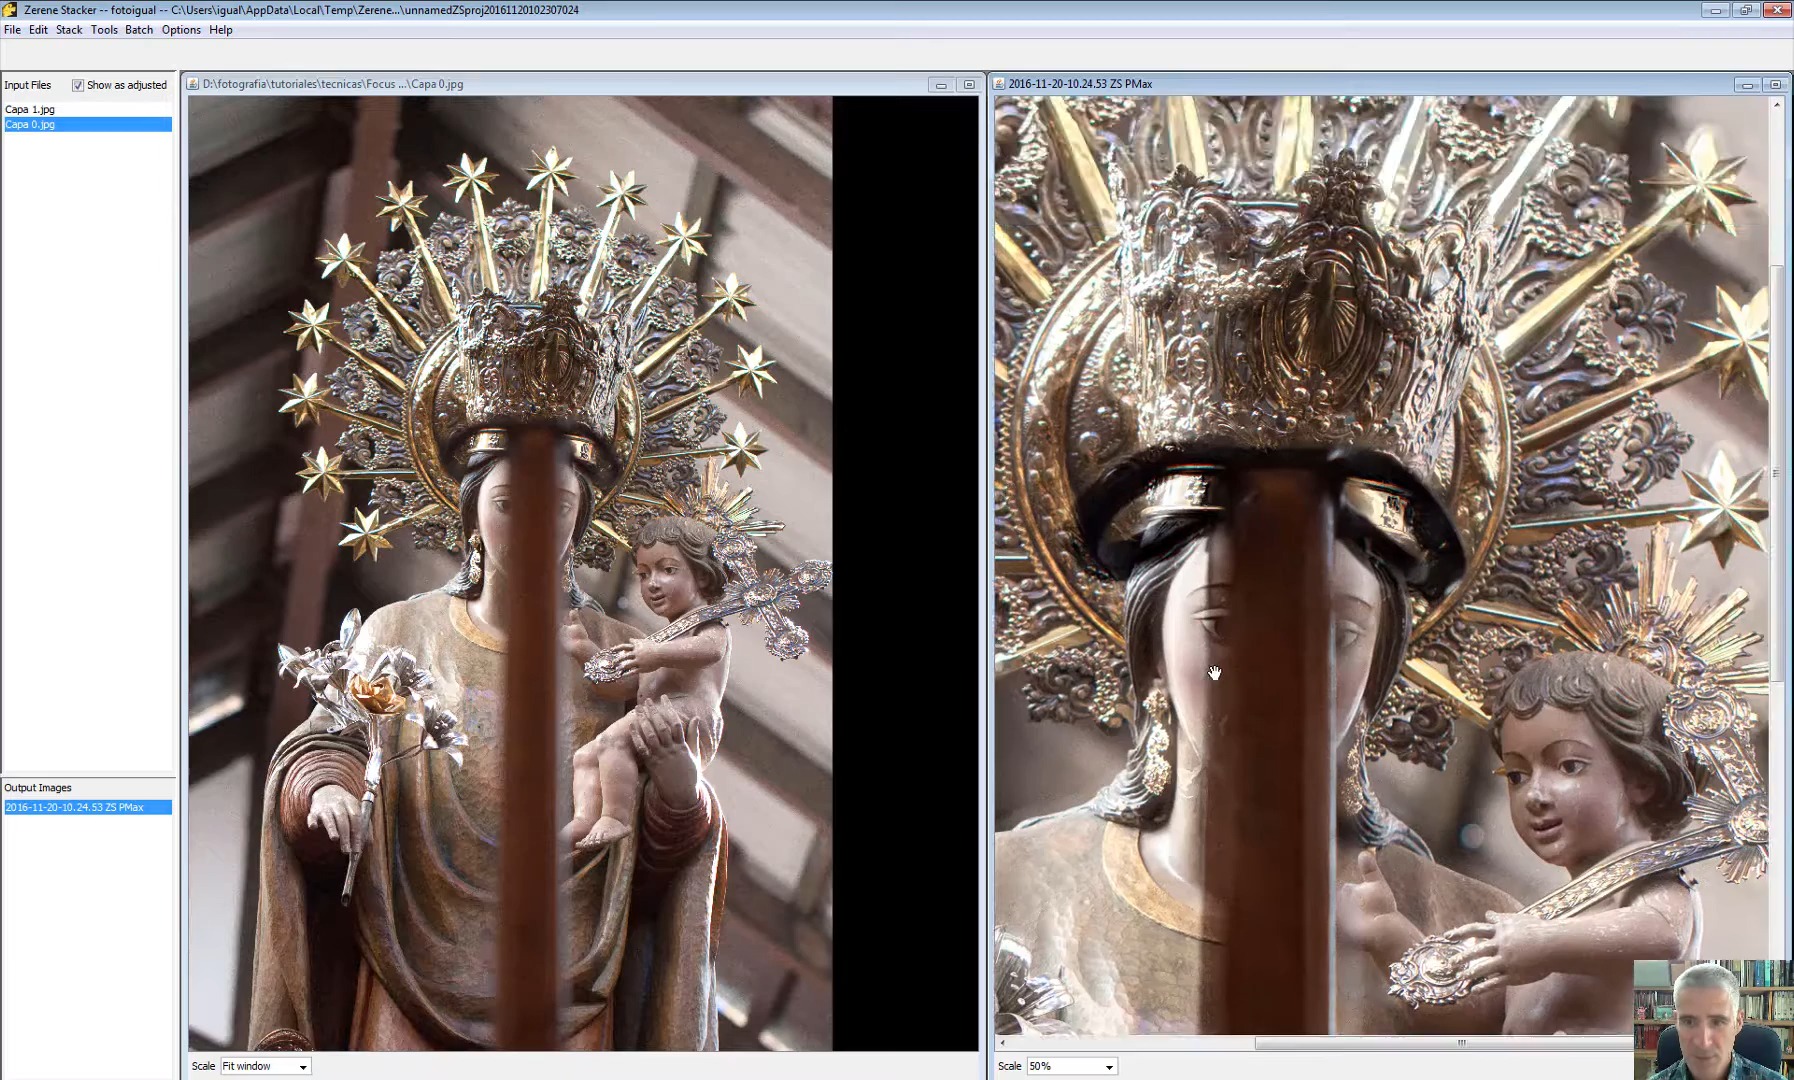 Zerene Stacker -- fotoigual -- C:\Users\igual\AppData\Local\Temp\Zerene...\unnamedZSproj20161120102307024
File Edit Stack Tools Batch Options Help
Input Files Show as adjusted
Capa 1.jpg
Capa 0.jpg
D:\fotografia\tutoriales\tecnicas\Focus ...\Capa 0.jpg
2016-11-20-10.24.53 ZS PMax
Output Images
2016-11-20-10.24.53 ZS PMax
Scale Fit window
Scale 50%